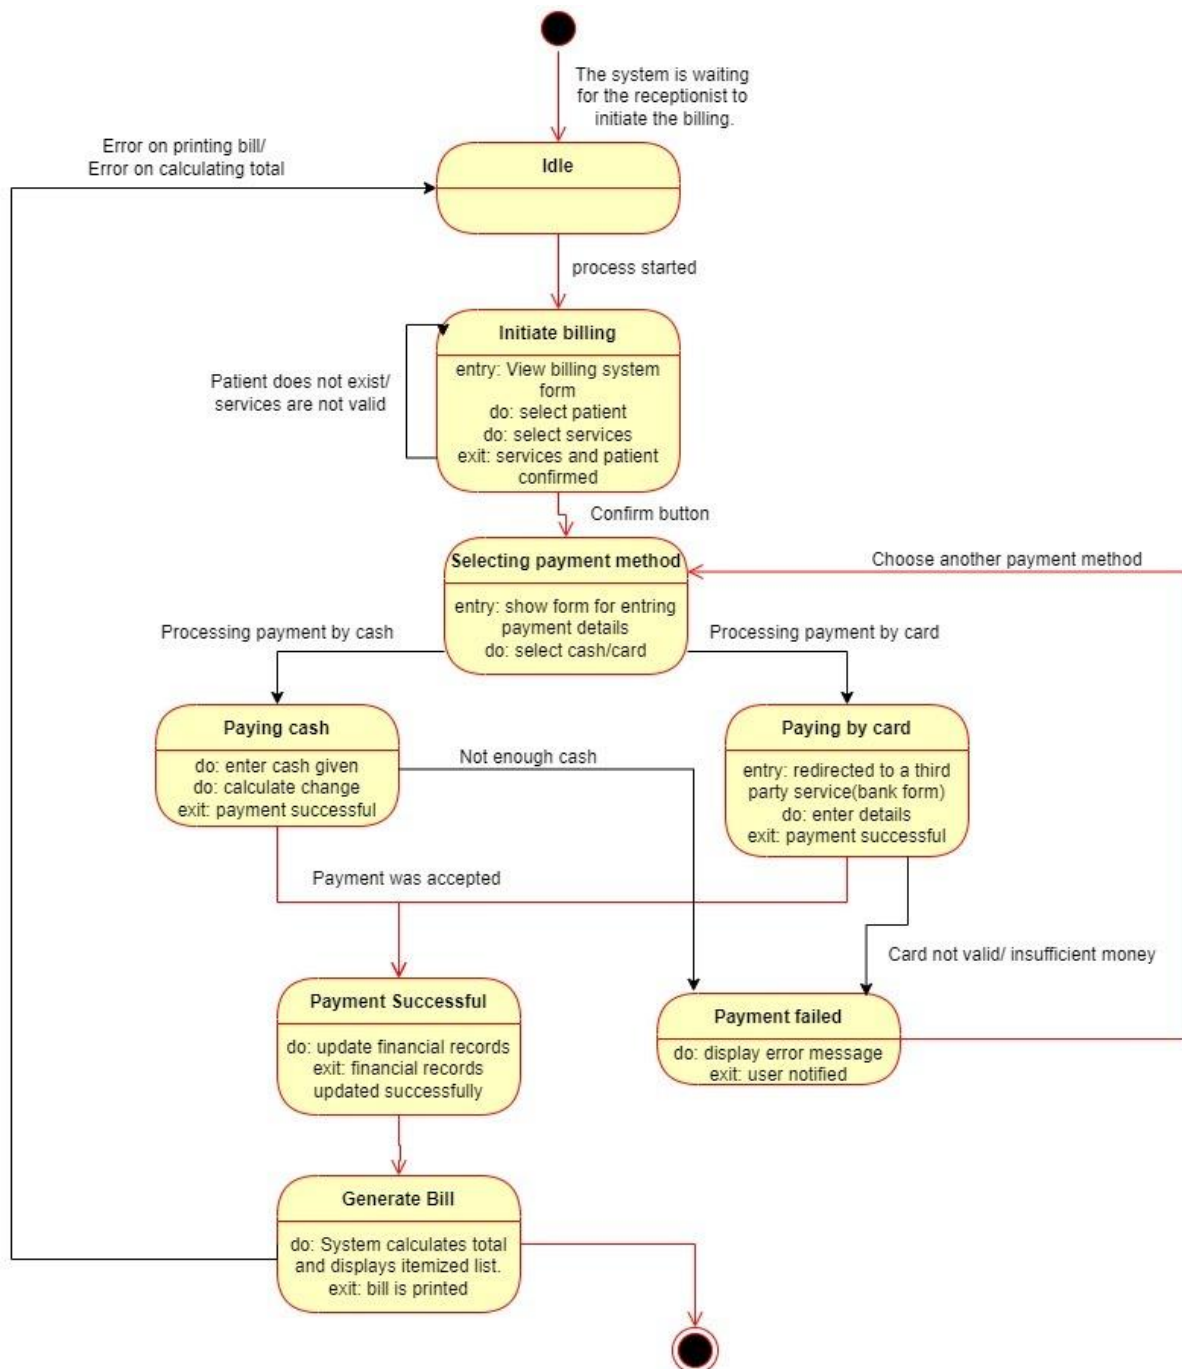 The system is waiting
for the receptionist to
initiate the billing.
Error on printing bill/
Error on calculating total
Idle
process started
Initiate billing
entry: View billing system
form
do: select patient
do: select services
exit: services and patient
confirmed
Patient does not exist/
services are not valid
Confirm button
Selecting payment method
entry: show form for entring
payment details
do: select cash/card
Choose another payment method
Processing payment by cash
Processing payment by card
Paying cash
do: enter cash given
do: calculate change
exit: payment successful
Not enough cash
Paying by card
entry: redirected to a third
party service(bank form)
do: enter details
exit: payment successful
Payment was accepted
Card not valid/ insufficient money
Payment Successful
do: update financial records
exit: financial records
updated successfully
Payment failed
do: display error message
exit: user notified
Generate Bill
do: System calculates total
and displays itemized list.
exit: bill is printed